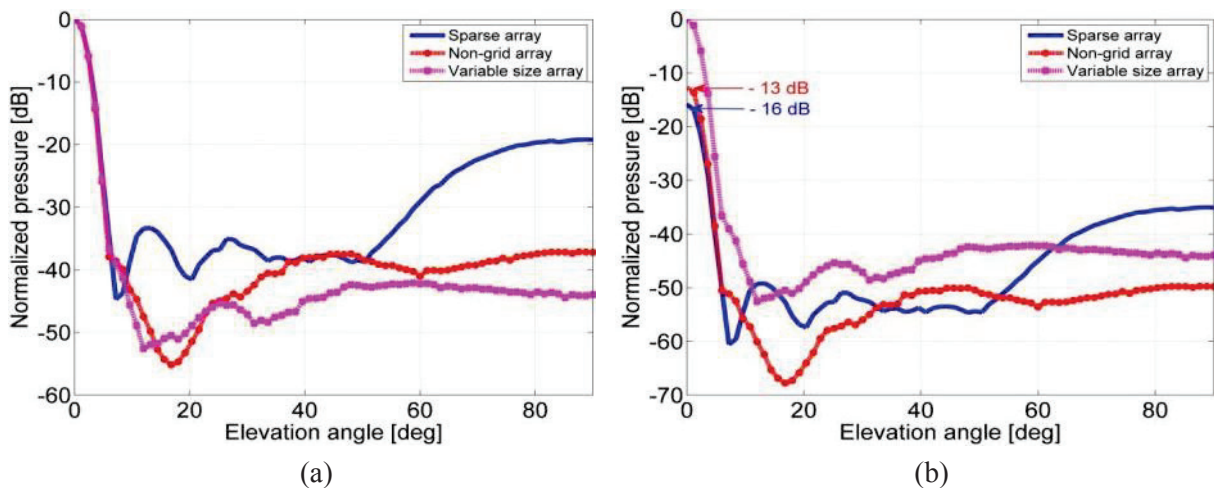 0
-10
-20
-30
-40
-50
-60
0
20
40
60
80
Normalized pressure [dB]
Elevation angle [deg]
Sparse array
Non-grid array
Variable size array
(a)
0
-10
-20
-30
-40
-50
-60
-70
0
20
40
60
80
Normalized pressure [dB]
Elevation angle [deg]
Sparse array
Non-grid array
Variable size array
- 13 dB
- 16 dB
(b)